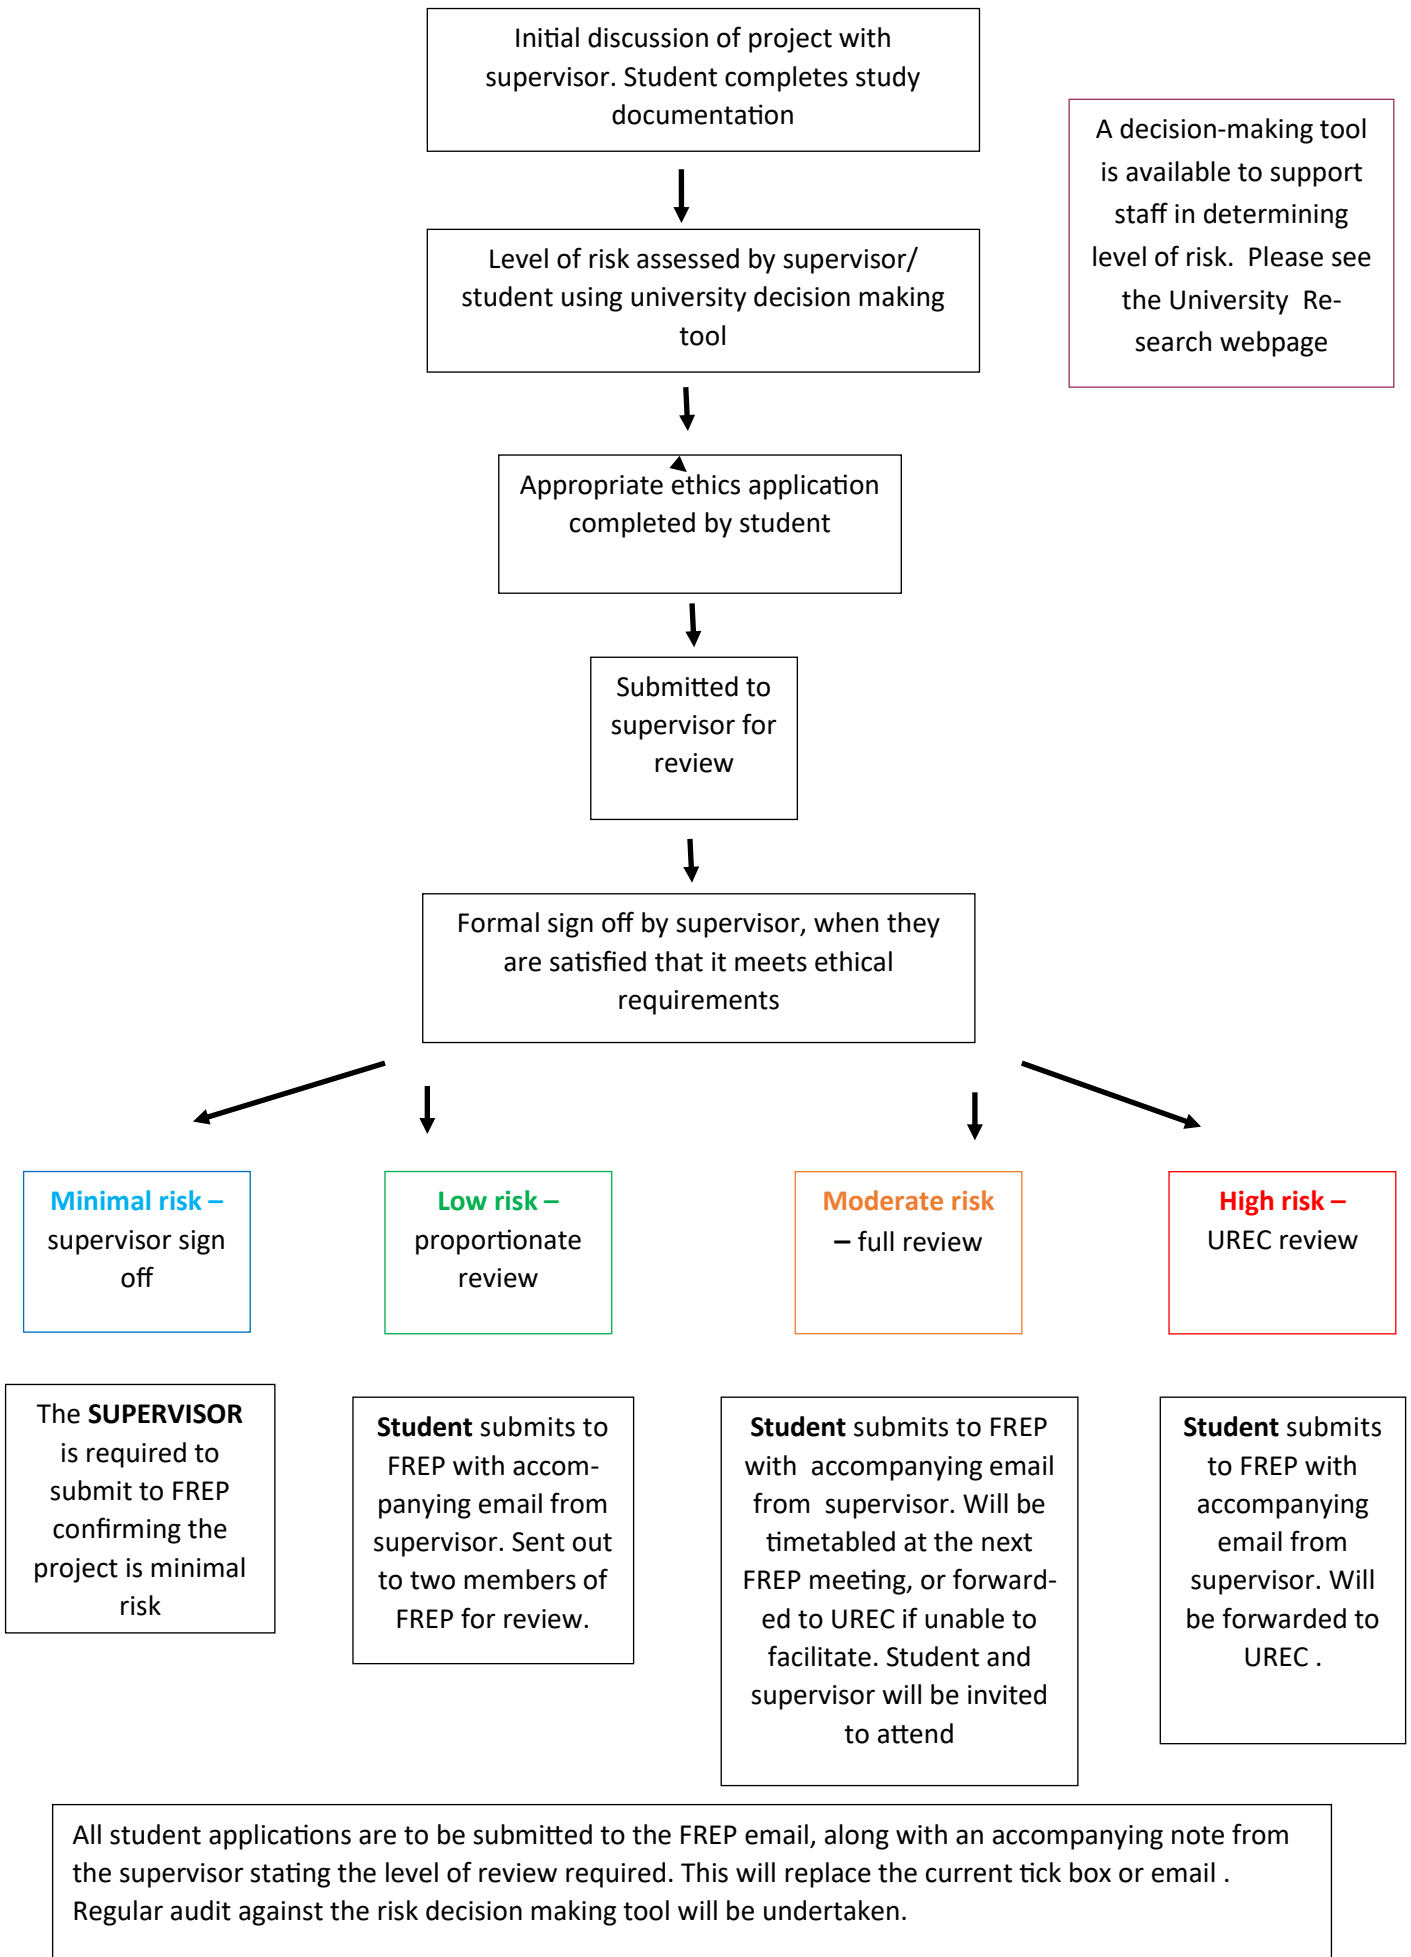 Initial discussion of project with
supervisor. Student completes study
documentation
A decision-making tool
is available to support
staff in determining
level of risk.  Please see
the University  Re-
search webpage
Level of risk assessed by supervisor/
student using university decision making
tool
Appropriate ethics application
completed by student
Submitted to
supervisor for
review
Formal sign off by supervisor, when they
are satisfied that it meets ethical
requirements
Minimal risk –
supervisor sign
off
Low risk –
proportionate
review
Moderate risk
– full review
High risk –
UREC review
The SUPERVISOR
is required to
submit to FREP
confirming the
project is minimal
risk
Student submits to
FREP with accom-
panying email from
supervisor. Sent out
to two members of
FREP for review.
Student submits to FREP
with  accompanying email
from  supervisor. Will be
timetabled at the next
FREP meeting, or forward-
ed to UREC if unable to
facilitate. Student and
supervisor will be invited
to attend
Student submits
to FREP with
accompanying
email from
supervisor. Will
be forwarded to
UREC .
All student applications are to be submitted to the FREP email, along with an accompanying note from
the supervisor stating the level of review required. This will replace the current tick box or email .
Regular audit against the risk decision making tool will be undertaken.